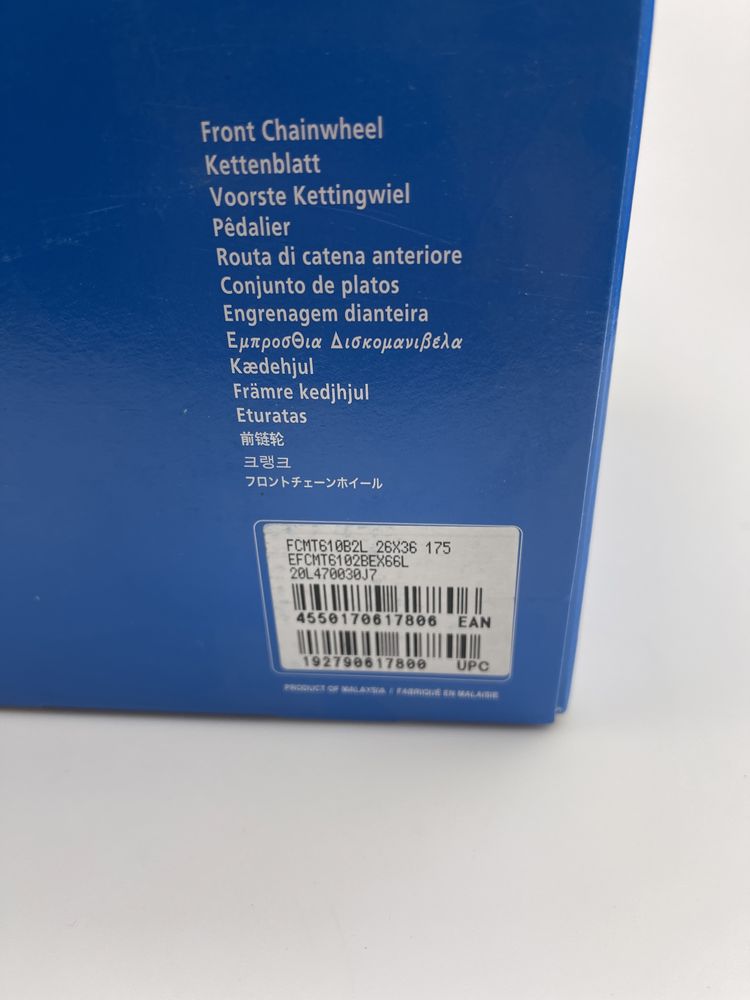 Front Chainwheel
Kettenblatt
Voorste Kettingwiel
Pêdalier
Routa di catena anteriore
Conjunto de platos
Engrenagem dianteira
ΕμπροσΘια Δισκομανιβελα
Kædehjul
Främre kedjhjul
Eturatas
前链轮
크랭크
フロントチェーンホイール
FCMT610B2L 26X36 175
EFCMT6102BEX66L
20L470030J7
4550170617806 EAN
192790617800 UPC
PRODUCT OF MALAYSIA / FABRIQUÉ EN MALAISIE